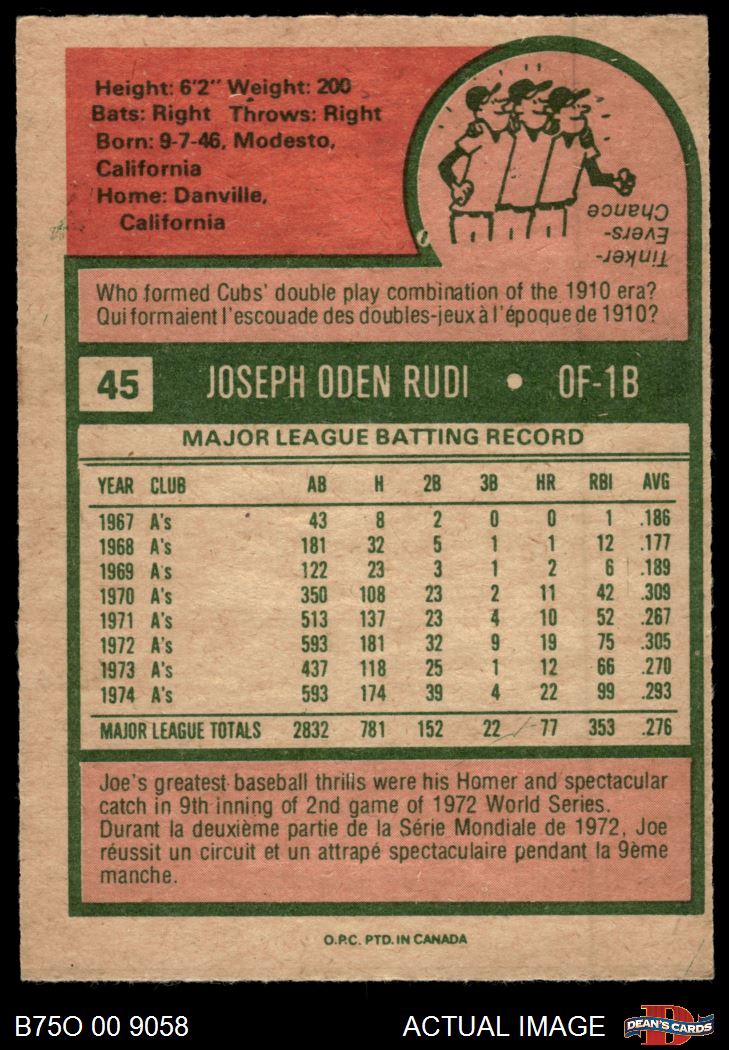 Height: 6'2" Weight: 200
Bats: Right Throws: Right
Born: 9-7-46, Modesto,
California
Home: Danville,
California
Tinker-
Evers-
Chance
Who formed Cubs' double play combination of the 1910 era?
Qui formaient l'escouade des doubles-jeux à l'époque de 1910?
45 JOSEPH ODEN RUDI • OF-1B
MAJOR LEAGUE BATTING RECORD
YEAR CLUB AB H 2B 3B HR RBI AVG
1967 A's 43 8 2 0 0 1 .186
1968 A's 181 32 5 1 1 12 .177
1969 A's 122 23 3 1 2 6 .189
1970 A's 350 108 23 2 11 42 .309
1971 A's 513 137 23 4 10 52 .267
1972 A's 593 181 32 9 19 75 .305
1973 A's 437 118 25 1 12 66 .270
1974 A's 593 174 39 4 22 99 .293
MAJOR LEAGUE TOTALS 2832 781 152 22 77 353 .276
Joe's greatest baseball thrills were his Homer and spectacular
catch in 9th inning of 2nd game of 1972 World Series.
Durant la deuxième partie de la Série Mondiale de 1972, Joe
réussit un circuit et un attrapé spectaculaire pendant la 9ème
manche.
O.P.C. PTD. IN CANADA
B75O 00 9058 ACTUAL IMAGE DEAN'S CARDS